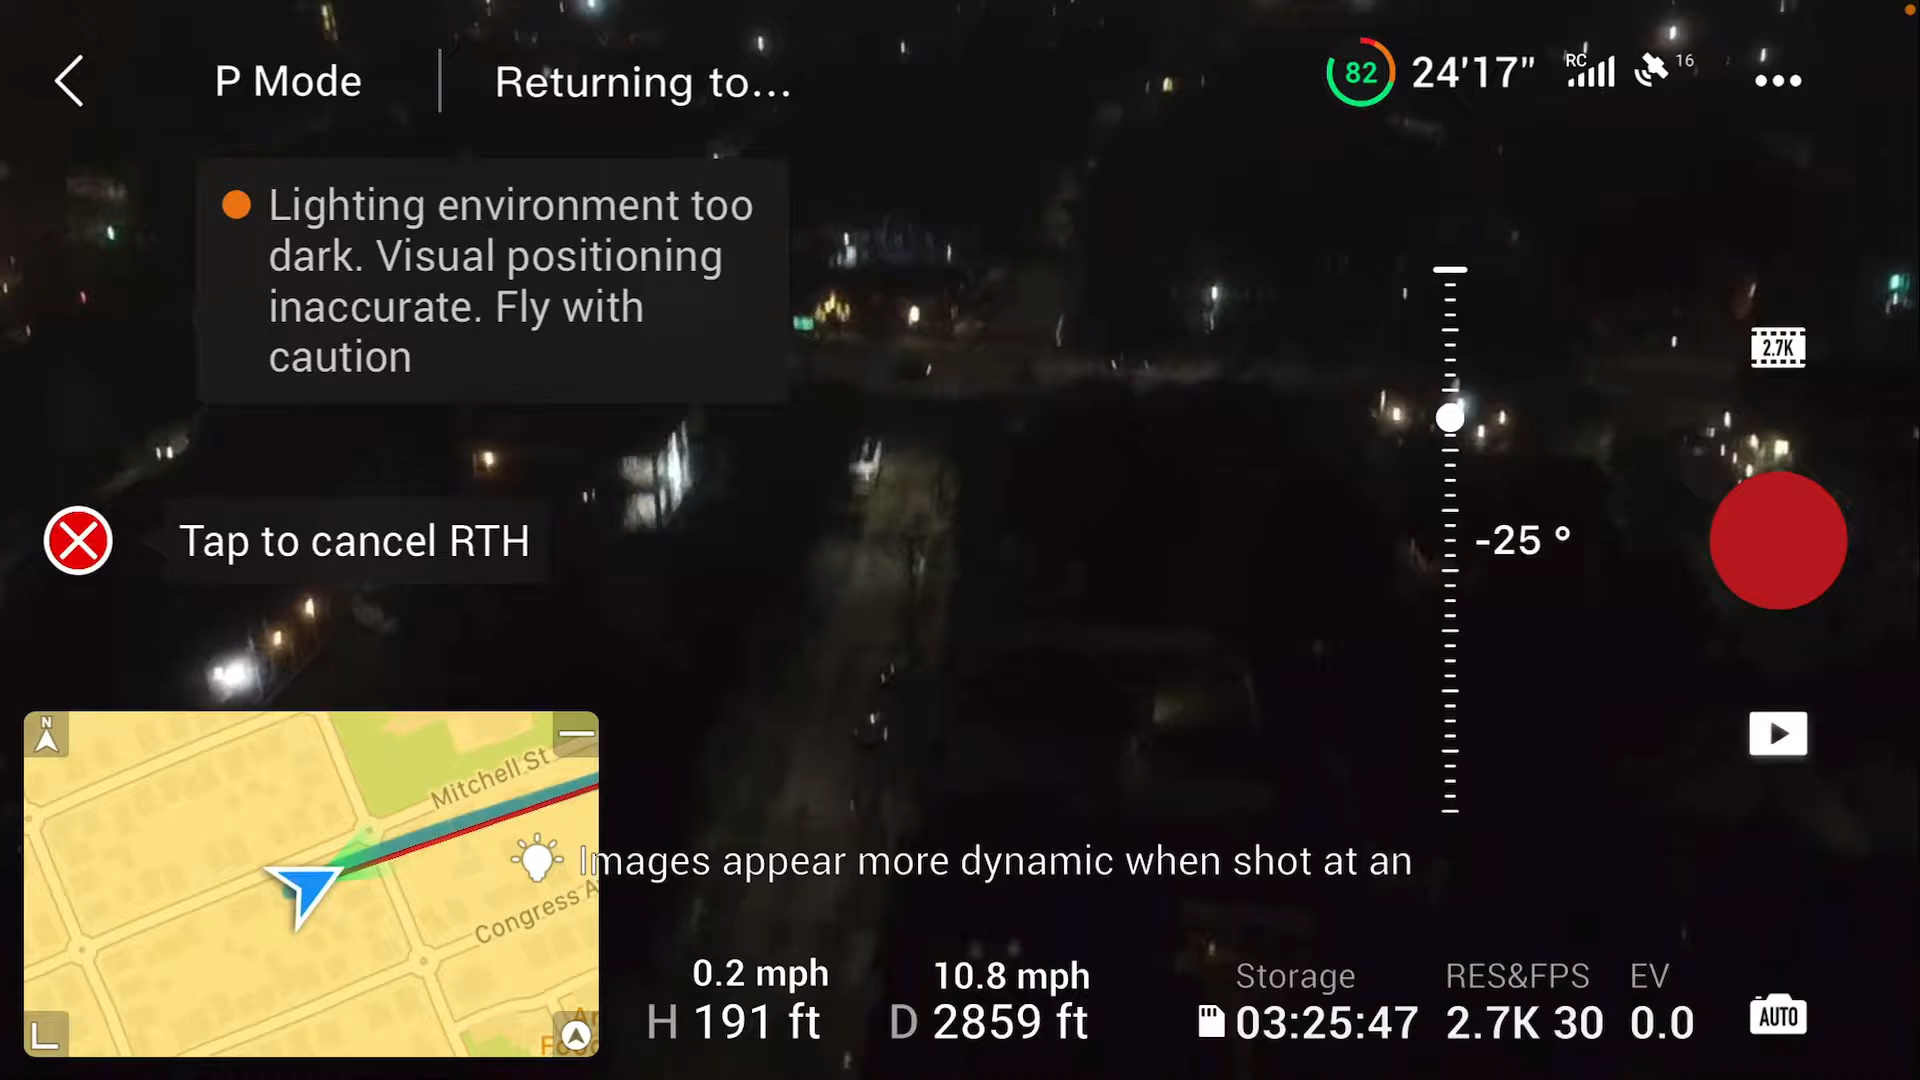 P Mode
Returning to...
82
24'17"
RC
16
Lighting environment too
dark. Visual positioning
inaccurate. Fly with
caution
2.7K
Tap to cancel RTH
-25 °
N
Mitchell St
Images appear more dynamic when shot at an
Congress A
0.2 mph
10.8 mph
Storage
RES&FPS
EV
H 191 ft
D 2859 ft
03:25:47
2.7K 30
0.0
AUTO